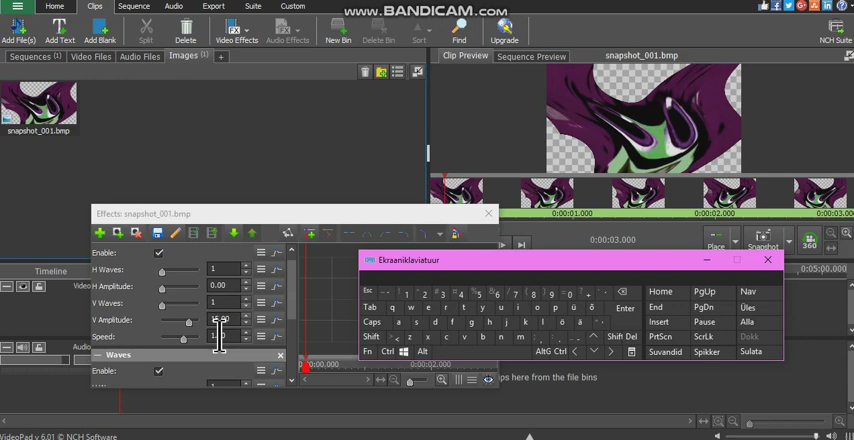 Home Clips Sequence Audio Export Suite Custom
www.BANDICAM.com
Add File(s) Add Text Add Blank Split Delete Video Effects Audio Effects New Bin Delete Bin Sort Find Upgrade NCH Suite
Sequences (1) Video Files Audio Files Images (1) +
Clip Preview Sequence Preview snapshot_001.bmp
snapshot_001.bmp
0:00:01.000 0:00:02.000 0:00:03.000
0:00:03.000
Place Snapshot 360
Effects: snapshot_001.bmp
Enable:
H Waves: 1
H Amplitude: 0.00
V Waves: 1
V Amplitude:
Speed:
Waves
Enable:
0:00:02.000
Timeline
0:00:05.000
Ekraaniklaviatuur
Esc Home PgUp Nav
Tab q w e r t y u i o p ü õ Enter End PgDn Üles
Caps a s d f g h j k l ö ä Insert Pause Alla
Shift z x c v b n m Shift Del PrtScn ScrLk Dokk
Fn Ctrl Alt AltG Ctrl Suvandid Spikker Sulata
ps here from the file bins
VideoPad v 6.01 © NCH Software